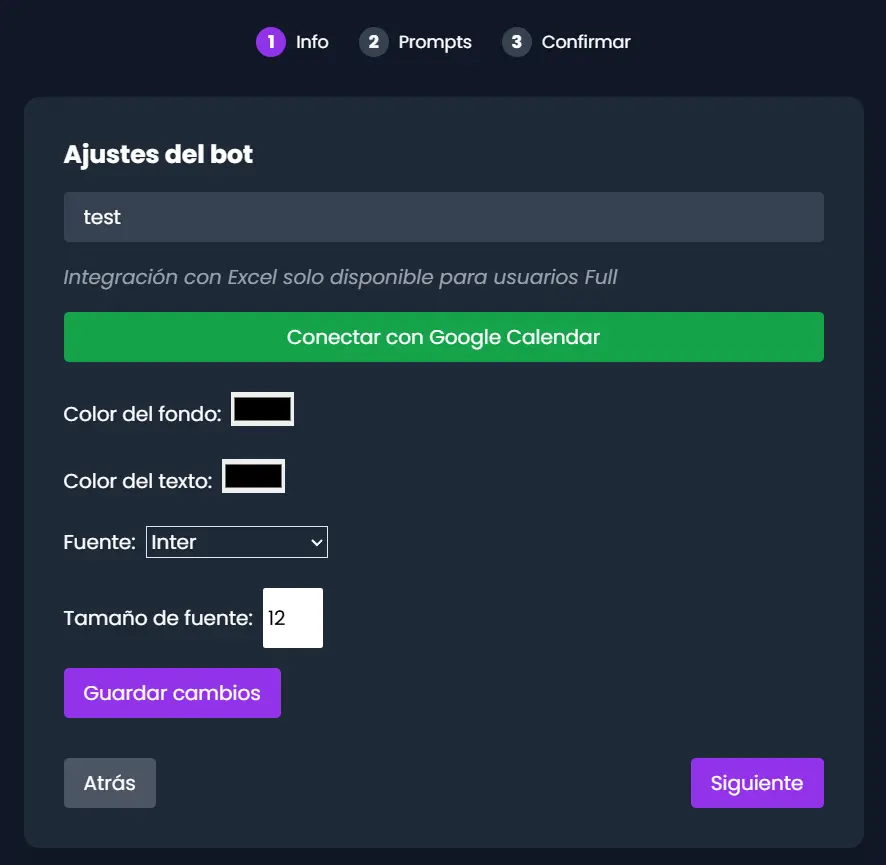 1 Info 2 Prompts 3 Confirmar
Ajustes del bot
test
Integración con Excel solo disponible para usuarios Full
Conectar con Google Calendar
Color del fondo:
Color del texto:
Fuente: Inter
Tamaño de fuente: 12
Guardar cambios
Atrás Siguiente